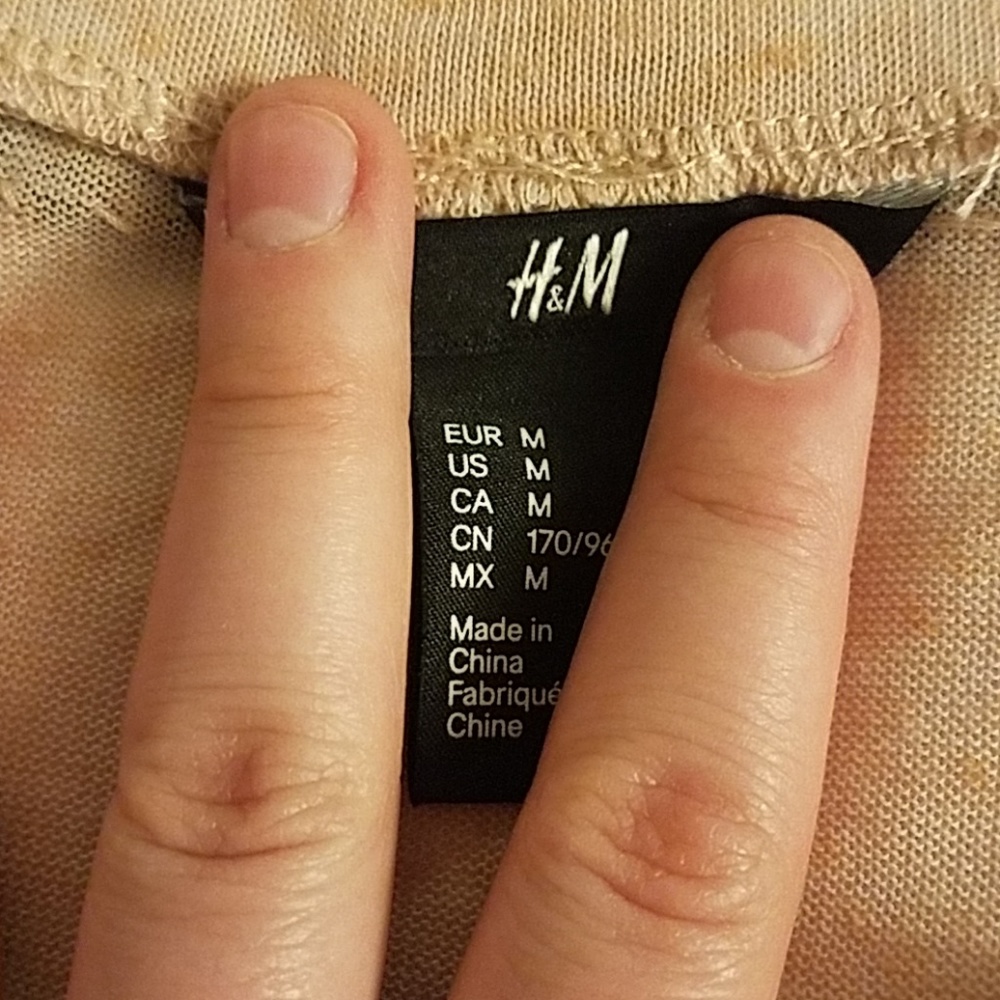 H&M
EUR M
US M
CA M
CN 170/96
MX M
Made in
China
Fabriqué
Chine